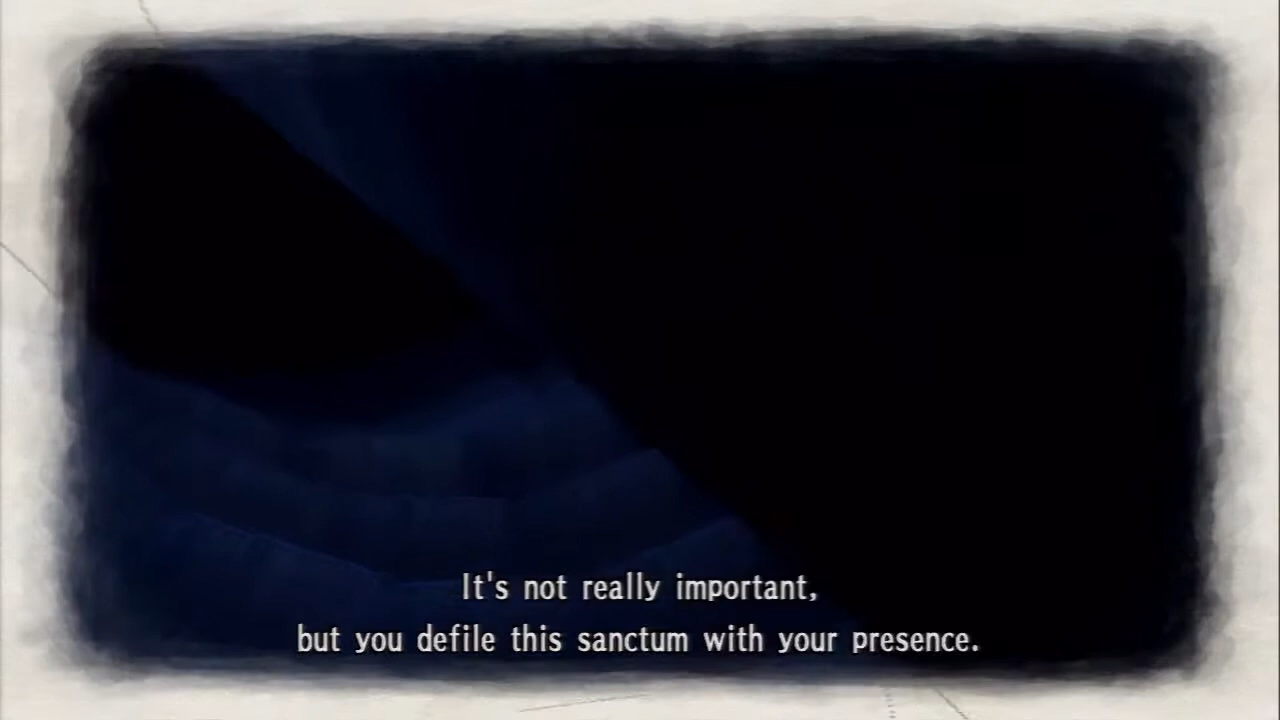 It's not really important,
but you defile this sanctum with your presence.